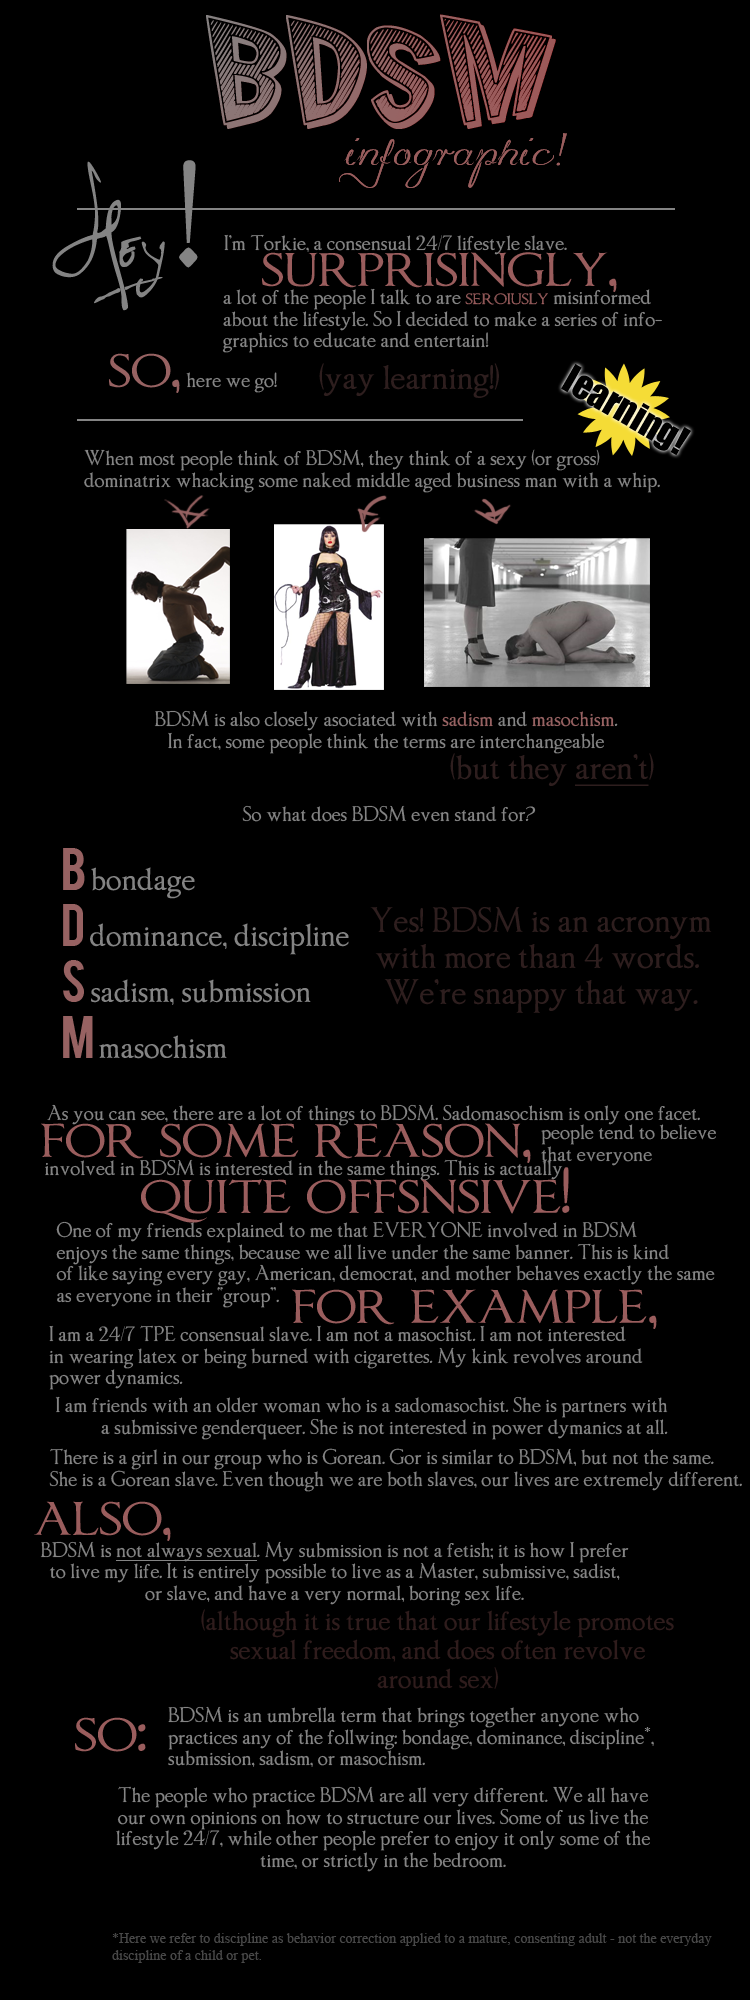 BDSM
infographic!
Hey!
I'm Torkie, a consensual 24/7 lifestyle slave.
SURPRISINGLY,
a lot of the people I talk to are SEROIUSLY misinformed
about the lifestyle. So I decided to make a series of info-
graphics to educate and entertain!
SO, here we go! (yay learning!)
learning!
When most people think of BDSM, they think of a sexy (or gross)
dominatrix whacking some naked middle aged business man with a whip.
BDSM is also closely asociated with sadism and masochism.
In fact, some people think the terms are interchangeable
(but they aren't)
So what does BDSM even stand for?
B bondage
D dominance, discipline
S sadism, submission
M masochism
Yes! BDSM is an acronym
with more than 4 words.
We're snappy that way.
As you can see, there are a lot of things to BDSM. Sadomasochism is only one facet.
FOR SOME REASON, people tend to believe
that everyone
involved in BDSM is interested in the same things. This is actually
QUITE OFFSNSIVE!
One of my friends explained to me that EVERYONE involved in BDSM
enjoys the same things, because we all live under the same banner. This is kind
of like saying every gay, American, democrat, and mother behaves exactly the same
as everyone in their "group".
FOR EXAMPLE,
I am a 24/7 TPE consensual slave. I am not a masochist. I am not interested
in wearing latex or being burned with cigarettes. My kink revolves around
power dynamics.
I am friends with an older woman who is a sadomasochist. She is partners with
a submissive genderqueer. She is not interested in power dymanics at all.
There is a girl in our group who is Gorean. Gor is similar to BDSM, but not the same.
She is a Gorean slave. Even though we are both slaves, our lives are extremely different.
ALSO,
BDSM is not always sexual. My submission is not a fetish; it is how I prefer
to live my life. It is entirely possible to live as a Master, submissive, sadist,
or slave, and have a very normal, boring sex life.
(although it is true that our lifestyle promotes
sexual freedom, and does often revolve
around sex)
SO:
BDSM is an umbrella term that brings together anyone who
practices any of the follwing: bondage, dominance, discipline*,
submission, sadism, or masochism.
The people who practice BDSM are all very different. We all have
our own opinions on how to structure our lives. Some of us live the
lifestyle 24/7, while other people prefer to enjoy it only some of the
time, or strictly in the bedroom.
*Here we refer to discipline as behavior correction applied to a mature, consenting adult - not the everyday
discipline of a child or pet.